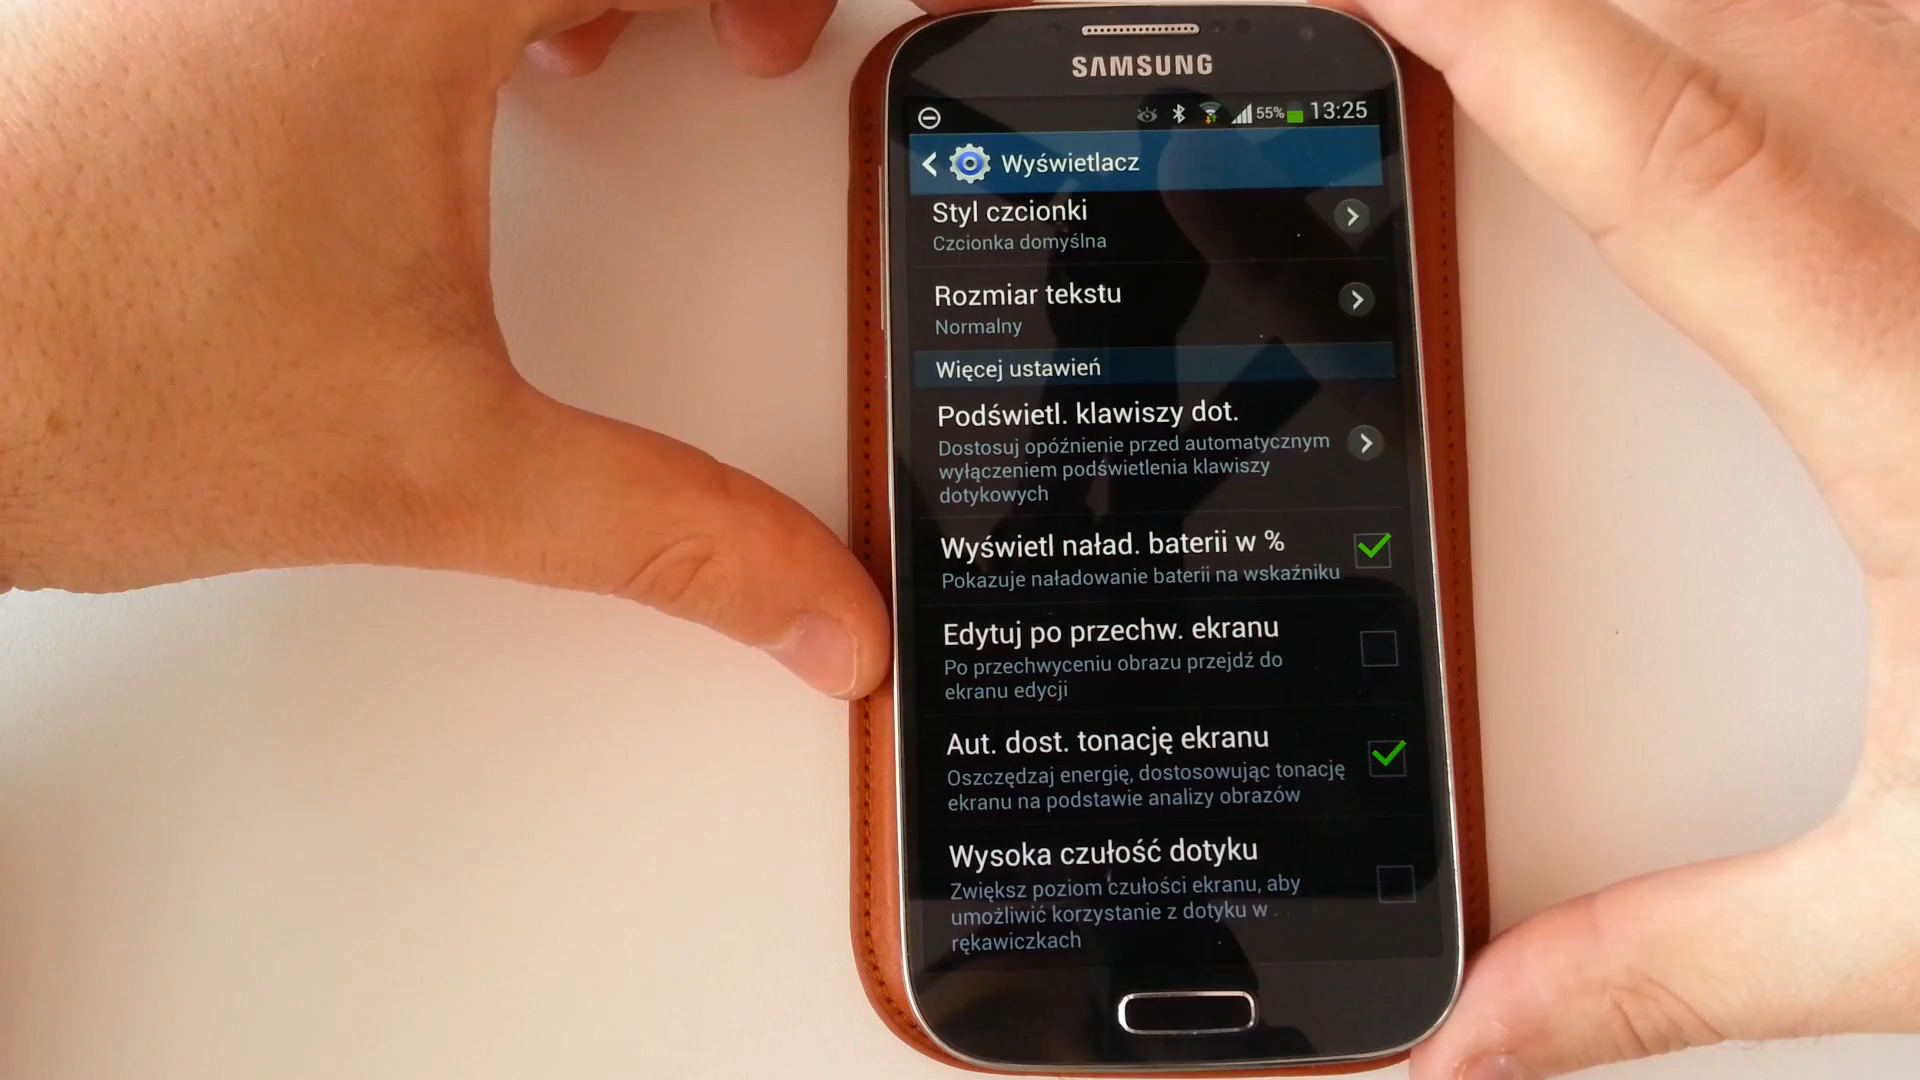 SAMSUNG
55% 13:25
Wyświetlacz
Styl czcionki
Czcionka domyślna
Rozmiar tekstu
Normalny
Więcej ustawień
Podświetl. klawiszy dot.
Dostosuj opóźnienie przed automatycznym
wyłączeniem podświetlenia klawiszy
dotykowych
Wyświetl naład. baterii w %
Pokazuje naładowanie baterii na wskaźniku
Edytuj po przechw. ekranu
Po przechwyceniu obrazu przejdź do
ekranu edycji
Aut. dost. tonację ekranu
Oszczędzaj energię, dostosowując tonację
ekranu na podstawie analizy obrazów
Wysoka czułość dotyku
Zwiększ poziom czułości ekranu, aby
umożliwić korzystanie z dotyku w
rękawiczkach